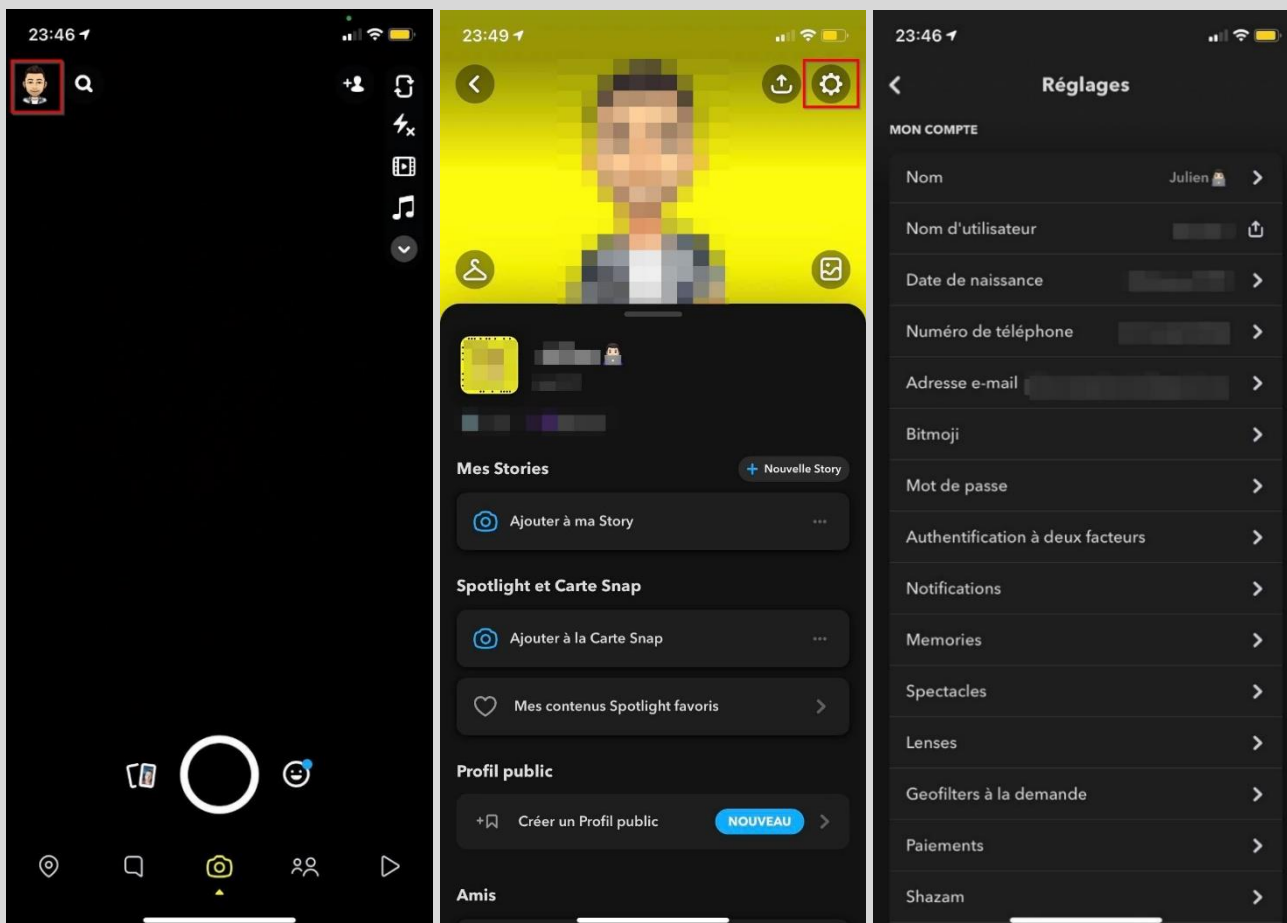 23:46
23:49
Mes Stories
+ Nouvelle Story
Ajouter à ma Story
Spotlight et Carte Snap
Ajouter à la Carte Snap
Mes contenus Spotlight favoris
Profil public
Créer un Profil public
NOUVEAU
Amis
23:46
Réglages
MON COMPTE
Nom Julien
Nom d'utilisateur
Date de naissance
Numéro de téléphone
Adresse e-mail
Bitmoji
Mot de passe
Authentification à deux facteurs
Notifications
Memories
Spectacles
Lenses
Geofilters à la demande
Paiements
Shazam